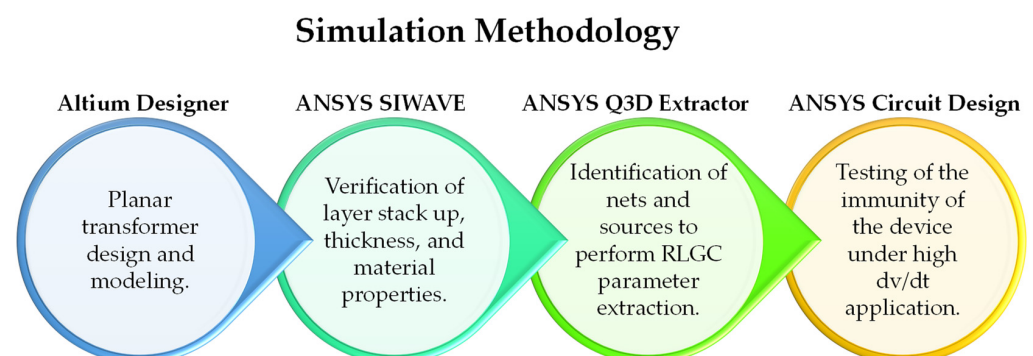 Simulation Methodology
Altium Designer
Planar
transformer
design and
modeling.
ANSYS SIWAVE
Verification of
layer stack up,
thickness, and
material
properties.
ANSYS Q3D Extractor
Identification of
nets and
sources to
perform RLGC
parameter
extraction.
ANSYS Circuit Design
Testing of the
immunity of
the device
under high
dv/dt
application.